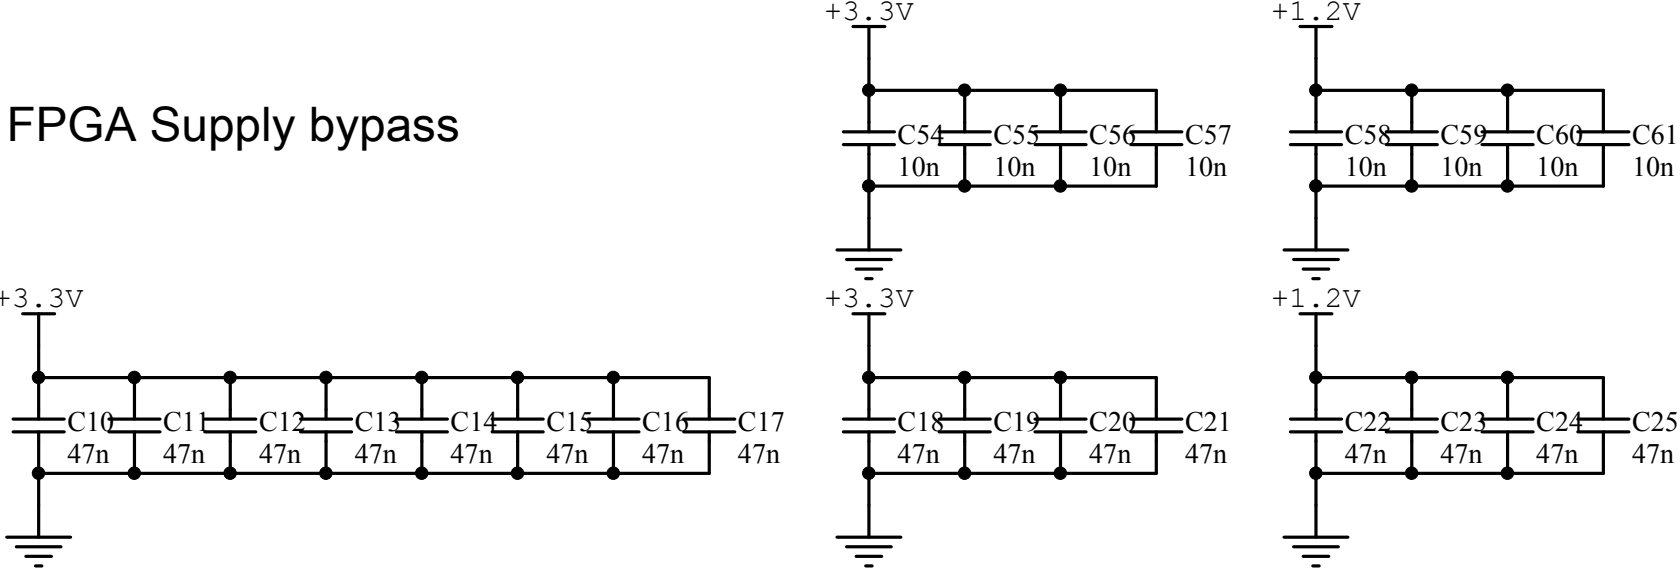 +3.3V
+1.2V
FPGA Supply bypass
C54 C55 C56 C57
10n 10n 10n 10n
C58 C59 C60 C61
10n 10n 10n 10n
+3.3V
+3.3V
+1.2V
C10 C11 C12 C13 C14 C15 C16 C17
47n 47n 47n 47n 47n 47n 47n 47n
C18 C19 C20 C21
47n 47n 47n 47n
C22 C23 C24 C25
47n 47n 47n 47n